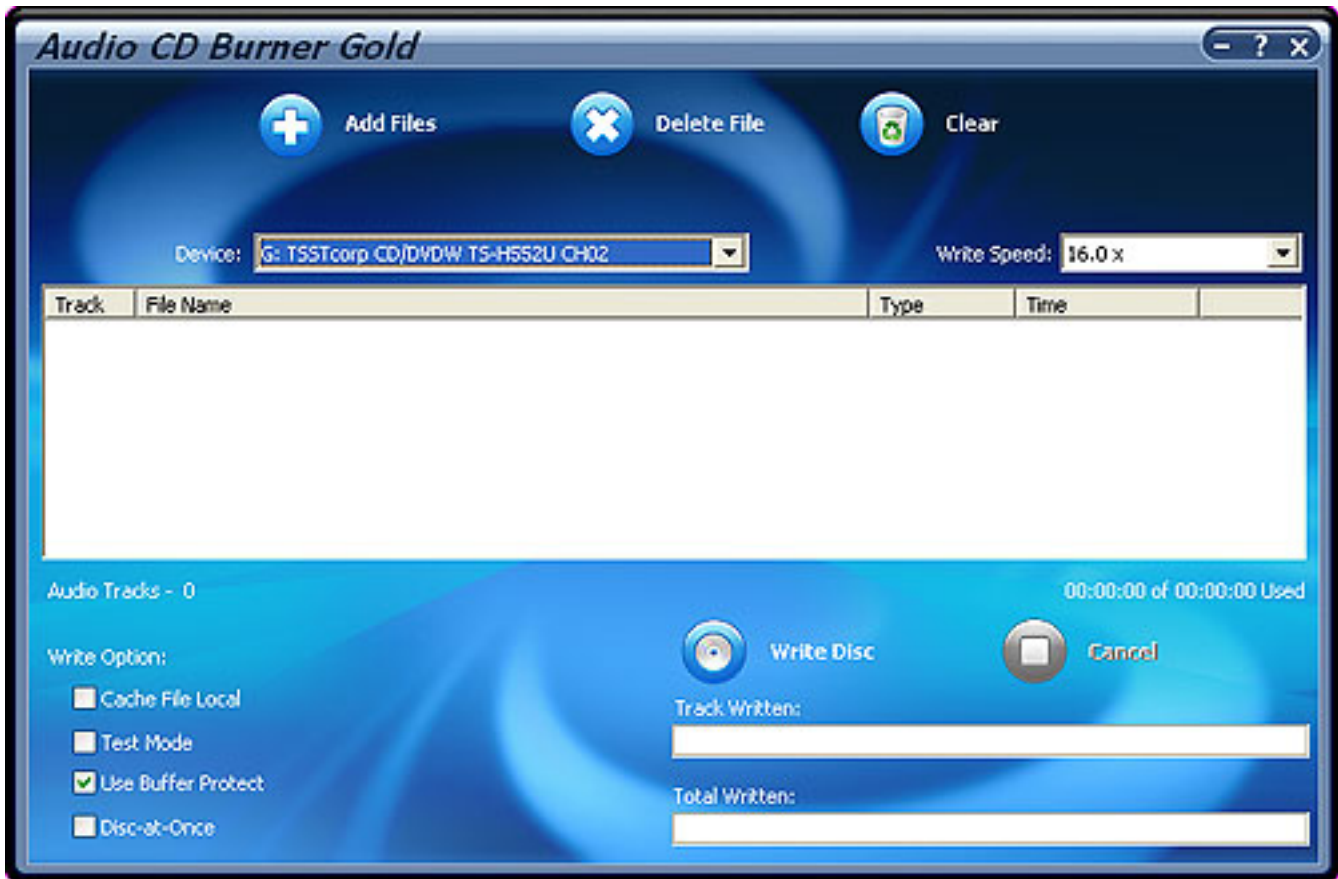 Audio CD Burner Gold
Add Files
Delete File
Clear
Device: G: TSSTcorp CD/DVDW TS-H552U CH02
Write Speed: 16.0 x
Track File Name Type Time
Audio Tracks - 0
00:00:00 of 00:00:00 Used
Write Disc
Cancel
Write Option:
Cache File Local
Test Mode
Use Buffer Protect
Disc-at-Once
Track Written:
Total Written: